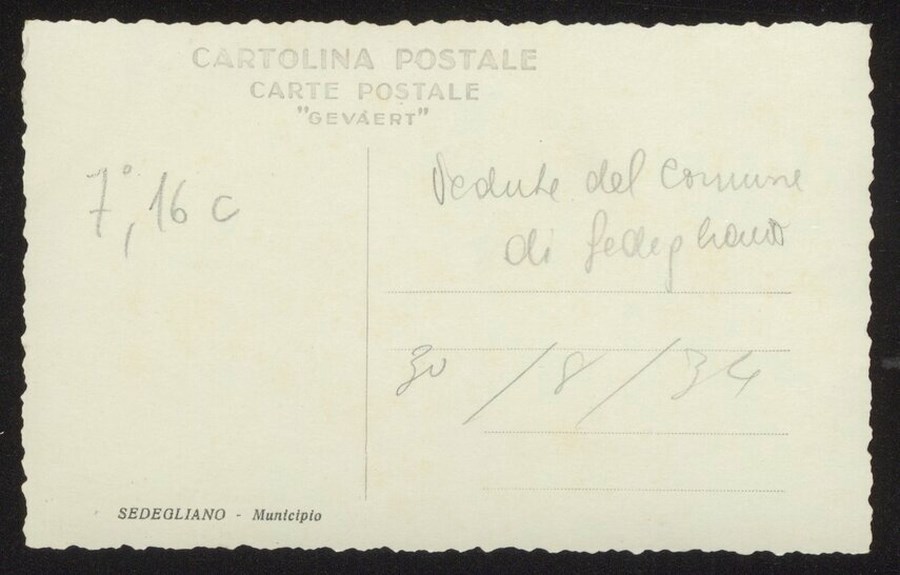 CARTOLINA POSTALE
CARTE POSTALE
"GEVAERT"
7°, 16 c
Vedute del Comune
di Sedegliano
30/8/34
SEDEGLIANO - Municipio